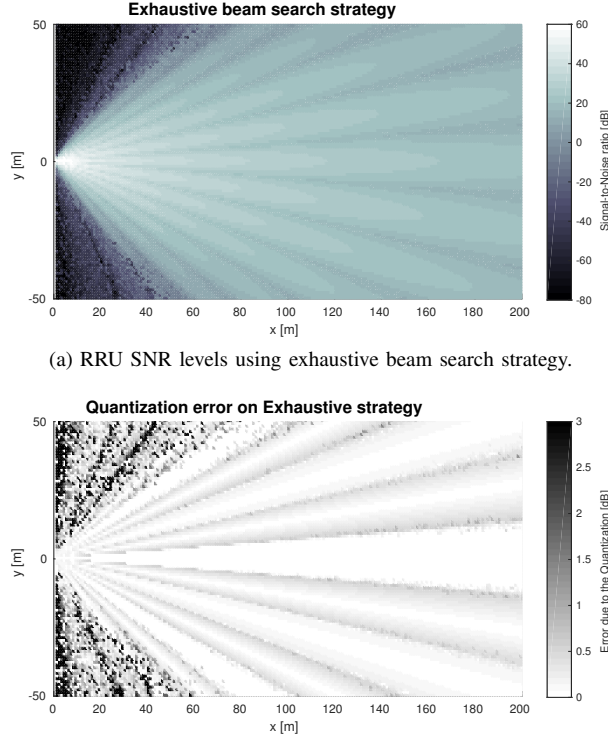 Exhaustive beam search strategy
50
0
-50
y [m]
0 20 40 60 80 100 120 140 160 180 200
x [m]
60
40
20
0
-20
-40
-60
-80
Signal-to-Noise ratio [dB]
(a) RRU SNR levels using exhaustive beam search strategy.
Quantization error on Exhaustive strategy
50
0
-50
y [m]
0 20 40 60 80 100 120 140 160 180 200
x [m]
3
2.5
2
1.5
1
0.5
0
Error due to the Quantization [dB]